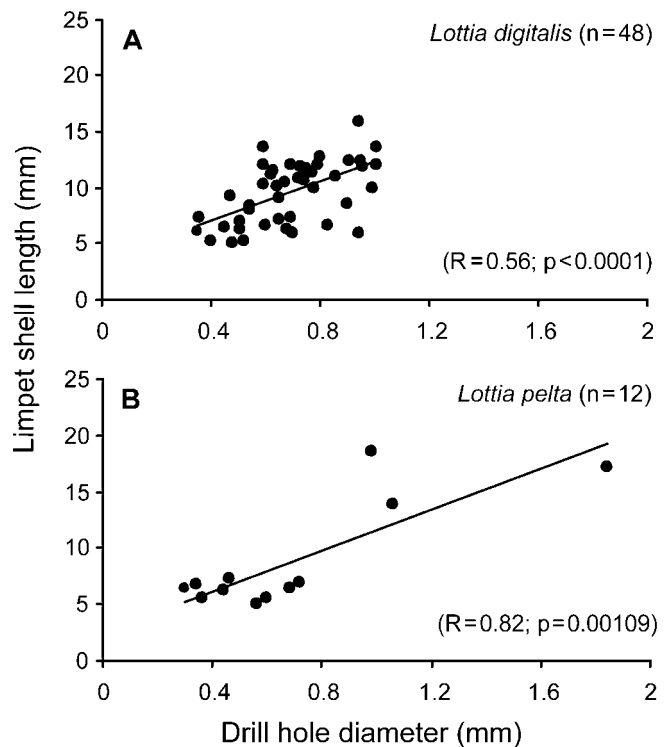 Limpet shell length (mm)
A
Lottia digitalis (n=48)
25
20
15
10
5
0
(R=0.56; p<0.0001)
0 0.4 0.8 1.2 1.6 2
B
Lottia pelta (n=12)
25
20
15
10
5
0
(R=0.82; p=0.00109)
0 0.4 0.8 1.2 1.6 2
Drill hole diameter (mm)